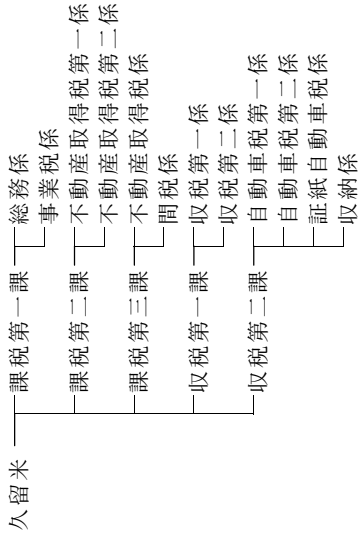 久留米
課税第一課
総務係
事業税係
課税第二課
不動産取得税第一係
不動産取得税第二係
課税第三課
不動産取得税係
間税係
収税第一課
収税第一係
収税第二係
収税第二課
自動車税第一係
自動車税第二係
証紙自動車税係
収納係